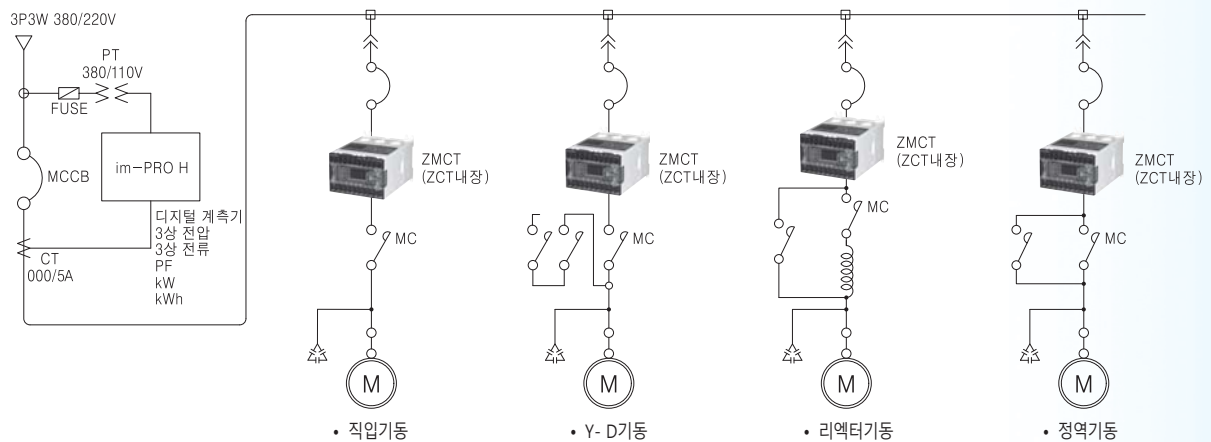 3P3W 380/220V
PT
380/110V
FUSE
MCCB
im-PRO H
디지털 계측기
3상 전압
3상 전류
PF
kW
kWh
CT
000/5A
ZMCT
(ZCT내장)
MC
M
• 직입기동
ZMCT
(ZCT내장)
MC
M
• Y- D기동
ZMCT
(ZCT내장)
MC
M
• 리엑터기동
ZMCT
(ZCT내장)
MC
M
• 정역기동